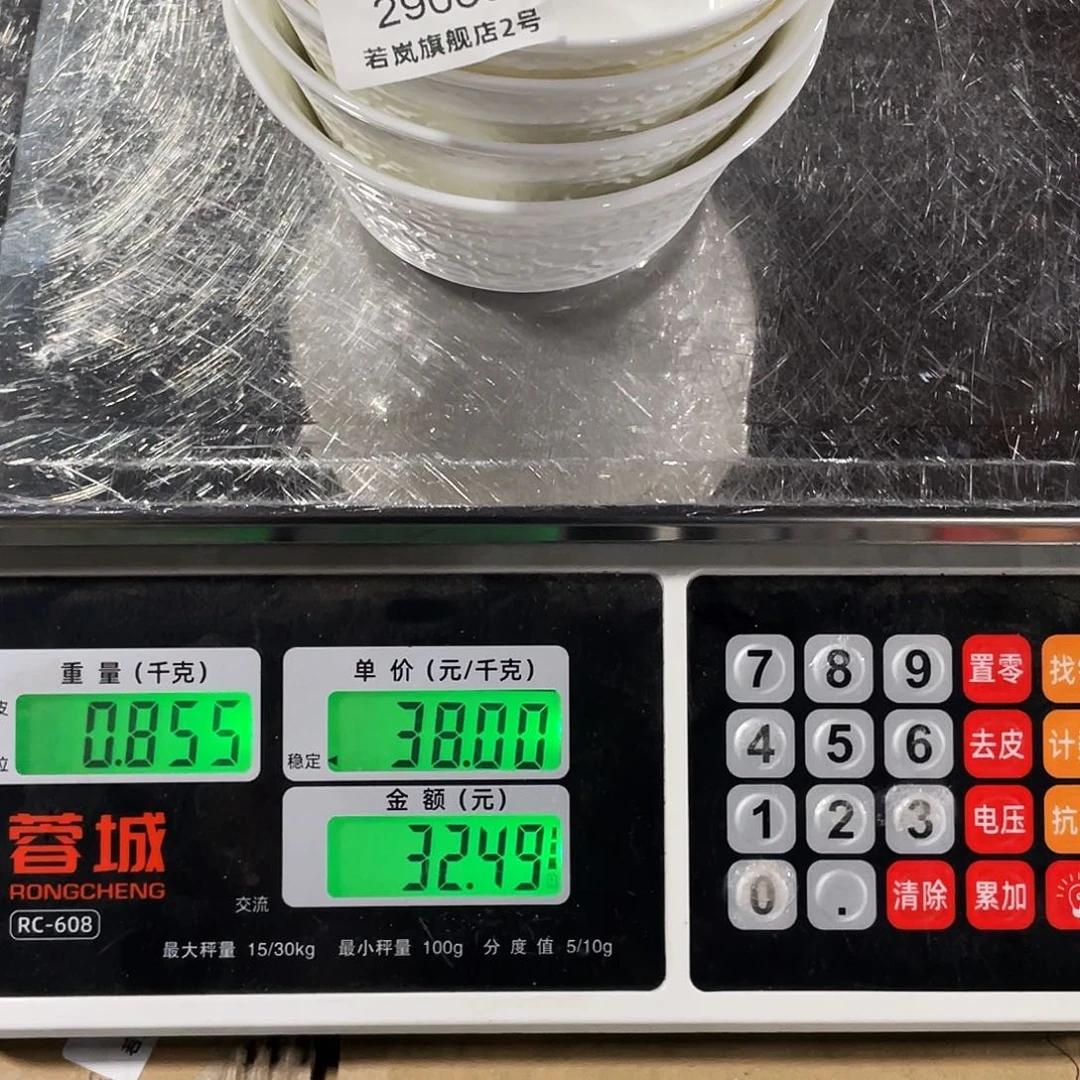 若岚旗舰店2号
重量(千克)
0.855
单价(元/千克)
38.00
稳定
金额(元)
32.49
蓉城
RONGCHENG
RC-608
交流
最大秤量 15/30kg 最小秤量 100g 分度值 5/10g
7 8 9 置零 找
4 5 6 去皮 计
1 2 3 电压 抗
0 . 清除 累加